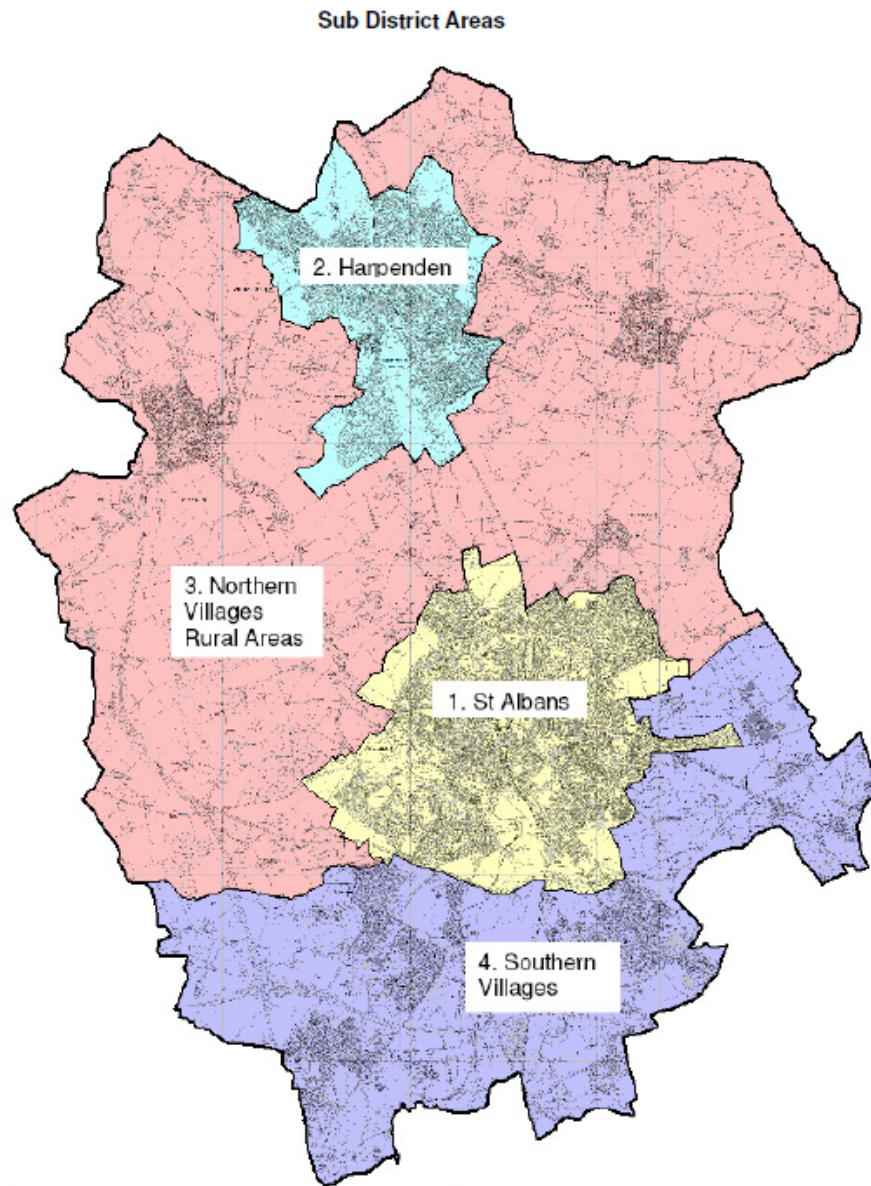 Sub District Areas
2. Harpenden
3. Northern
Villages
Rural Areas
1. St Albans
4. Southern
Villages